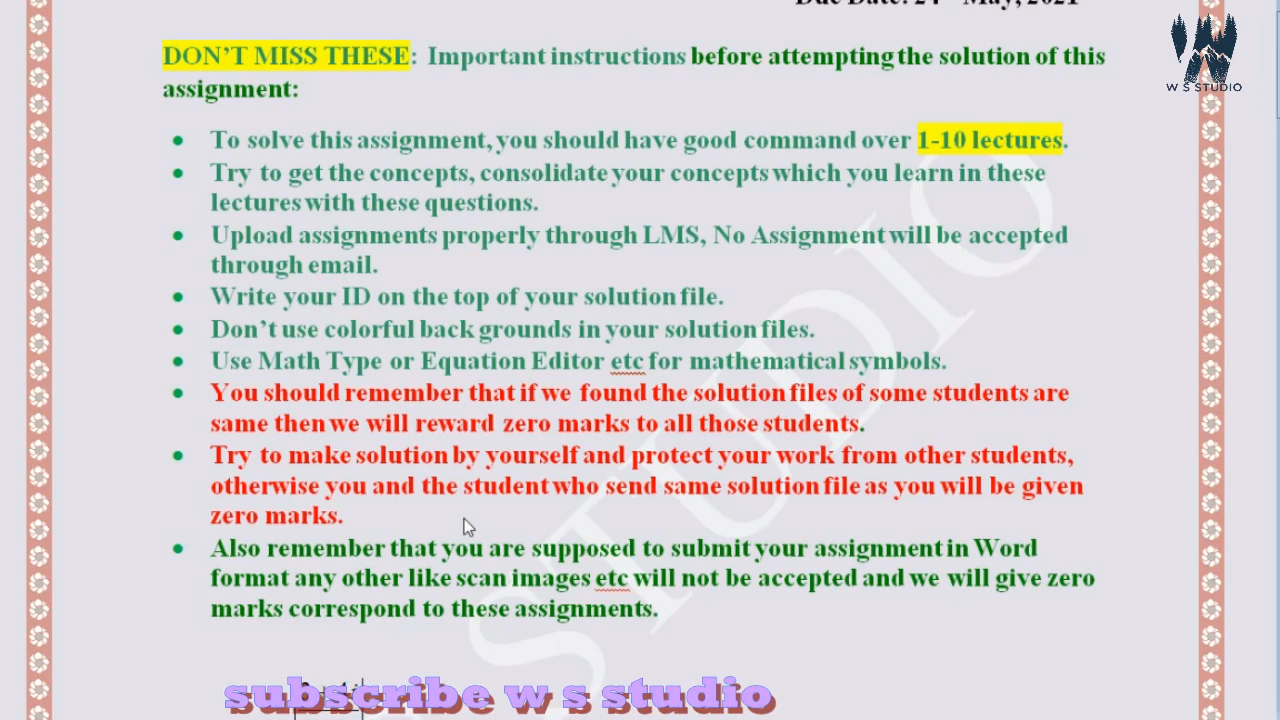 Due Date: 24th May, 2021
DON'T MISS THESE: Important instructions before attempting the solution of this
assignment:
W S STUDIO
• To solve this assignment, you should have good command over 1-10 lectures.
• Try to get the concepts, consolidate your concepts which you learn in these
lectures with these questions.
• Upload assignments properly through LMS, No Assignment will be accepted
through email.
• Write your ID on the top of your solution file.
• Don't use colorful back grounds in your solution files.
• Use Math Type or Equation Editor etc for mathematical symbols.
• You should remember that if we found the solution files of some students are
same then we will reward zero marks to all those students.
• Try to make solution by yourself and protect your work from other students,
otherwise you and the student who send same solution file as you will be given
zero marks.
• Also remember that you are supposed to submit your assignment in Word
format any other like scan images etc will not be accepted and we will give zero
marks correspond to these assignments.
STUDIO
subscribe w s studio